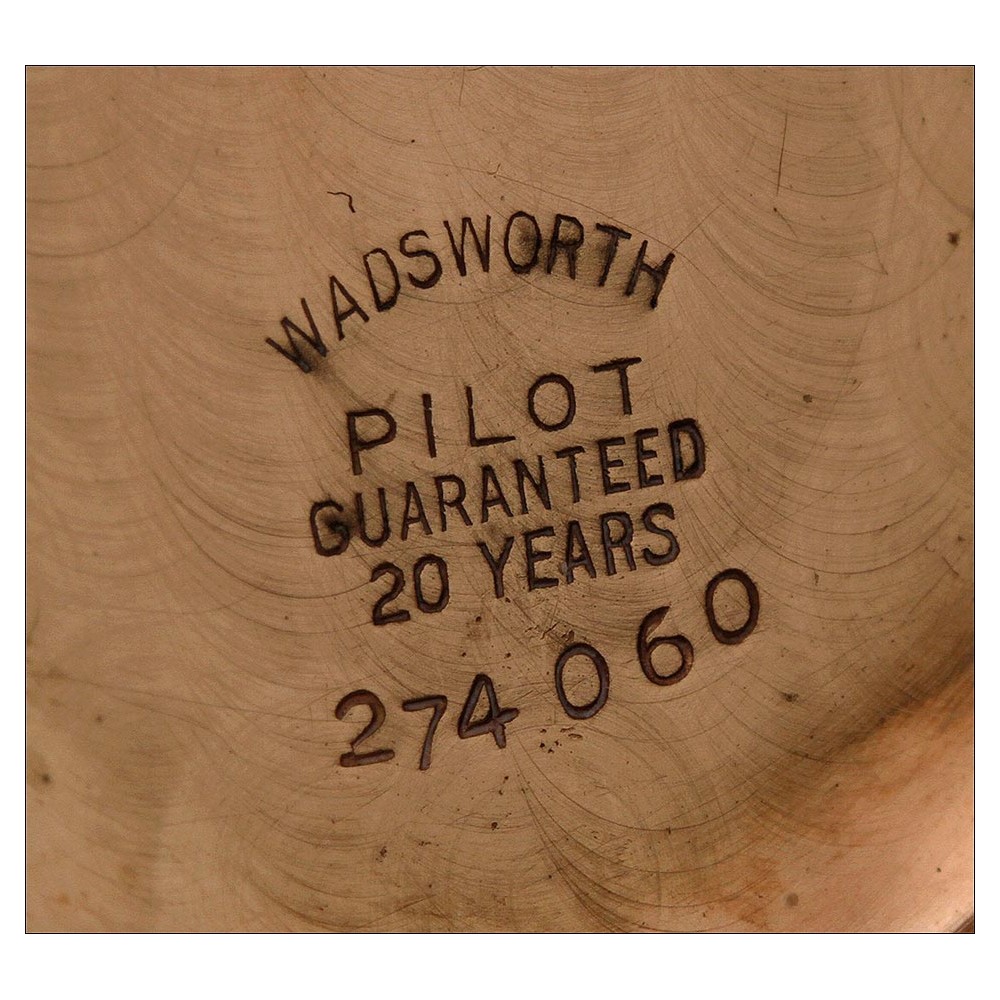 WADSWORTH
PILOT
GUARANTEED
20 YEARS
274060